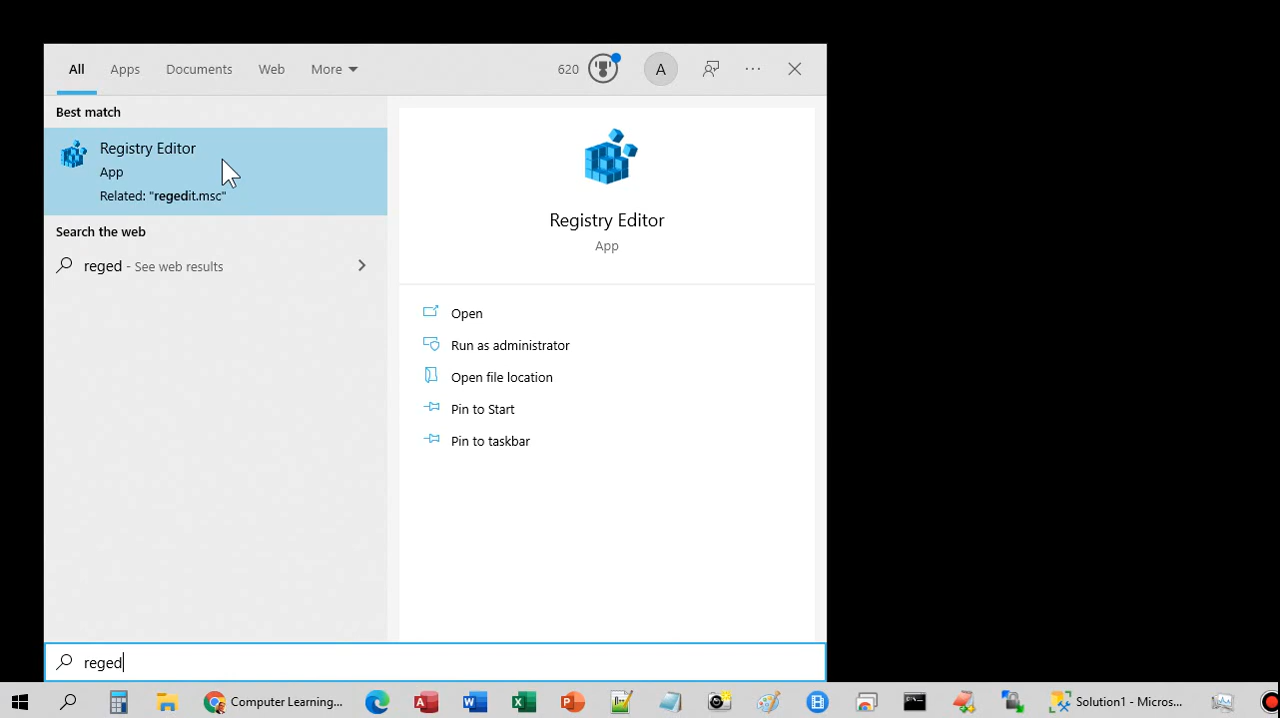 All Apps Documents Web More 620 A
Best match
Registry Editor
App
Related: "regedit.msc"
Search the web
reged - See web results
Registry Editor
App
Open
Run as administrator
Open file location
Pin to Start
Pin to taskbar
reged
Computer Learning...
Solution1 - Micros...